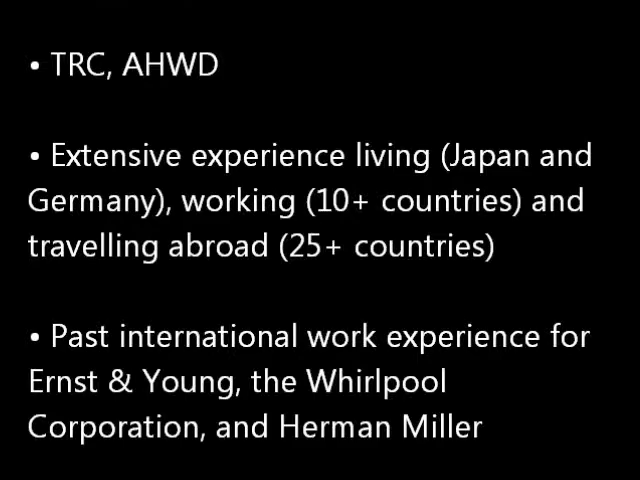 • TRC, AHWD
• Extensive experience living (Japan and
Germany), working (10+ countries) and
travelling abroad (25+ countries)
• Past international work experience for
Ernst & Young, the Whirlpool
Corporation, and Herman Miller